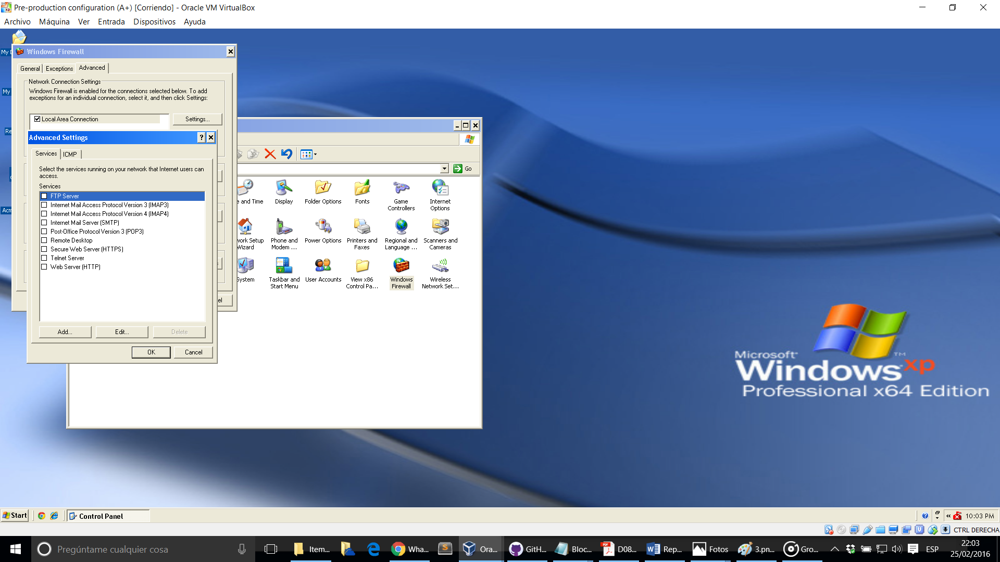 Pre-production configuration (A+) [Corriendo] - Oracle VM VirtualBox
Archivo Máquina Ver Entrada Dispositivos Ayuda
My
Windows Firewall
General Exceptions Advanced
Network Connection Settings
Windows Firewall is enabled for the connections selected below. To add
exceptions for an individual connection, select it, and then click Settings:
My
Local Area Connection Settings...
Re
Advanced Settings
Services ICMP
Select the services running on your network that Internet users can
access.
Services
FTP Server
Internet Mail Access Protocol Version 3 (IMAP3)
Internet Mail Access Protocol Version 4 (IMAP4)
Internet Mail Server (SMTP)
Post-Office Protocol Version 3 (POP3)
Remote Desktop
Secure Web Server (HTTPS)
Telnet Server
Web Server (HTTP)
Add... Edit... Delete
OK Cancel
Acm
el
Go
e and Time Display Folder Options Fonts Game Controllers Internet Options
work Setup Wizard Phone and Modem ... Power Options Printers and Faxes Regional and Language ... Scanners and Cameras
System Taskbar and Start Menu User Accounts View x86 Control Pa... Windows Firewall Wireless Network Set...
Microsoft
Windows xp TM
Professional x64 Edition
Start Control Panel 10:03 PM
CTRL DERECHA
Pregúntame cualquier cosa Item... Wha... Ora... GitH... Bloc... D08... Rep... Fotos 3.pn... Gro... ESP 22:03
25/02/2016